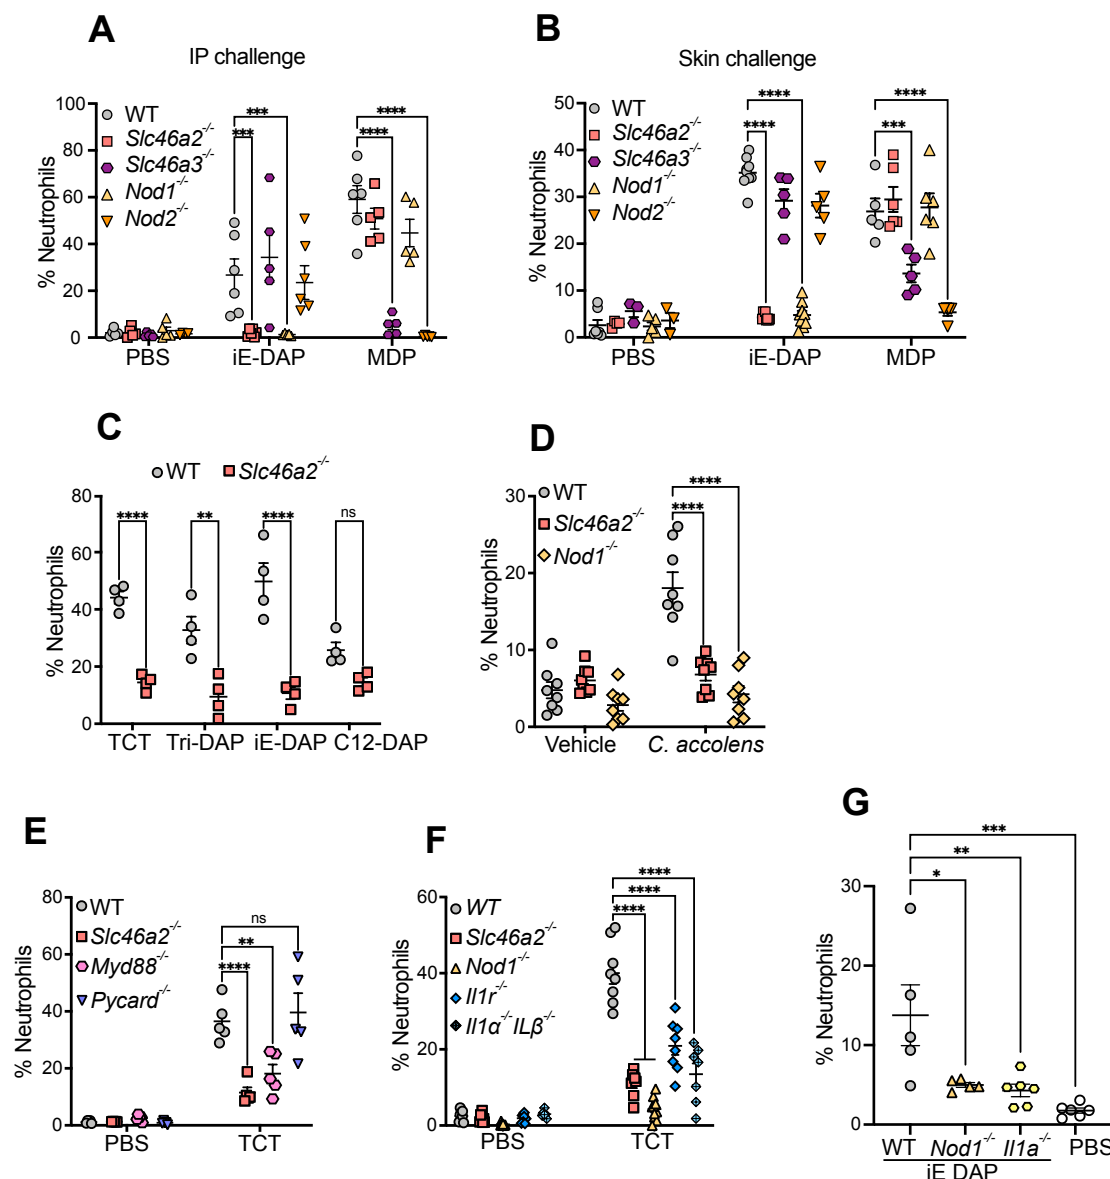 A
IP challenge
% Neutrophils
100
80
60
40
20
0
WT
Slc46a2-/-
Slc46a3-/-
Nod1-/-
Nod2-/-
***
***
****
****
PBS
iE-DAP
MDP
B
Skin challenge
% Neutrophils
50
40
30
20
10
0
WT
Slc46a2-/-
Slc46a3-/-
Nod1-/-
Nod2-/-
****
****
****
***
PBS
iE-DAP
MDP
C
WT
Slc46a2-/-
% Neutrophils
80
60
40
20
0
****
**
****
ns
TCT
Tri-DAP
iE-DAP
C12-DAP
D
% Neutrophils
30
20
10
0
WT
Slc46a2-/-
Nod1-/-
****
****
Vehicle
C. accolens
E
% Neutrophils
80
60
40
20
0
WT
Slc46a2-/-
Myd88-/-
Pycard-/-
ns
**
****
PBS
TCT
F
% Neutrophils
60
40
20
0
WT
Slc46a2-/-
Nod1-/-
Il1r-/-
Il1α-/-ILβ-/-
****
****
****
PBS
TCT
G
% Neutrophils
30
20
10
0
***
**
*
WT
Nod1-/-
Il1a-/-
PBS
iE DAP